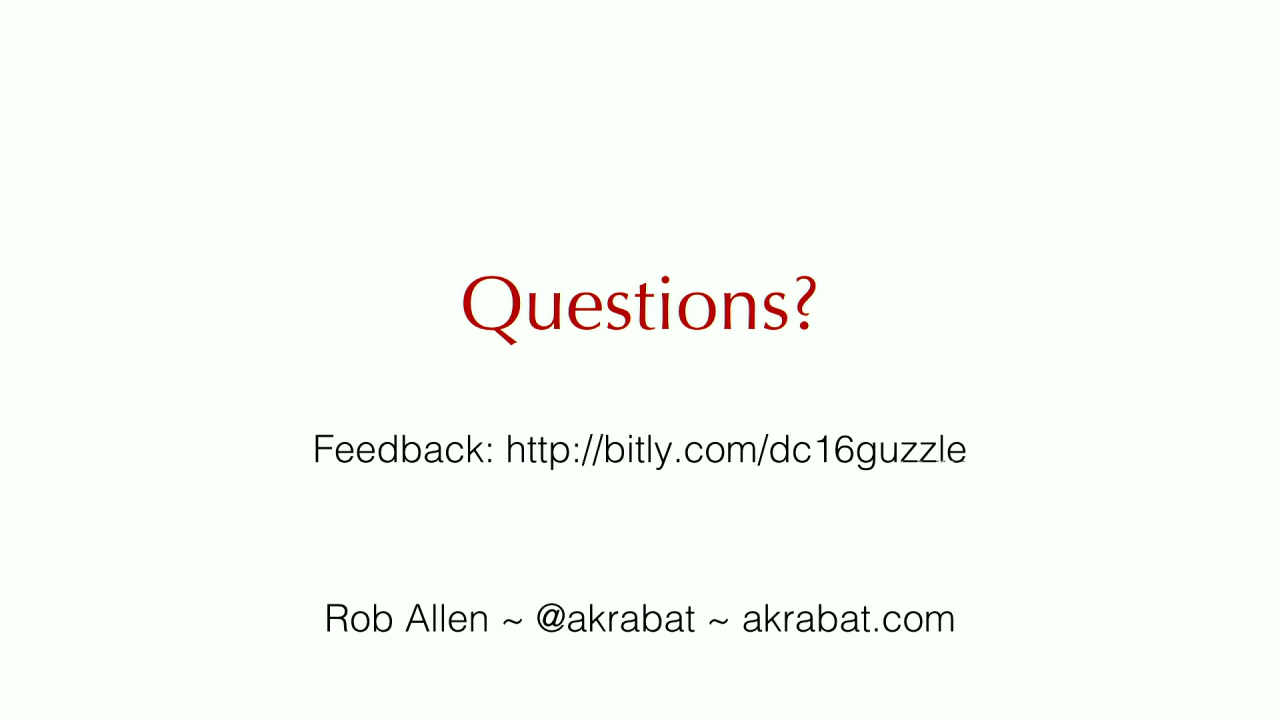 Questions?
Feedback: http://bitly.com/dc16guzzle
Rob Allen ~ @akrabat ~ akrabat.com